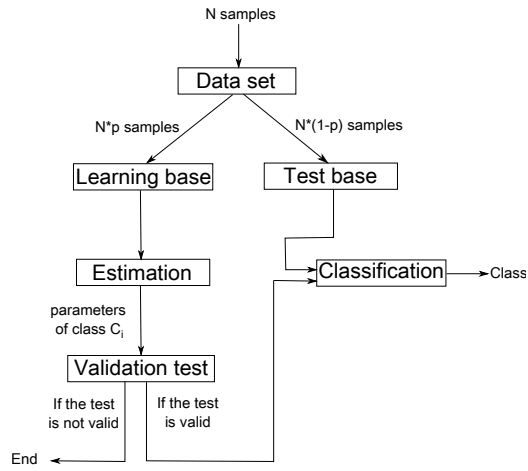 N samples
Data set
N*p samples
N*(1-p) samples
Learning base
Test base
Estimation
Classification
Class
parameters
of class Ci
Validation test
If the test
is not valid
If the test
is valid
End